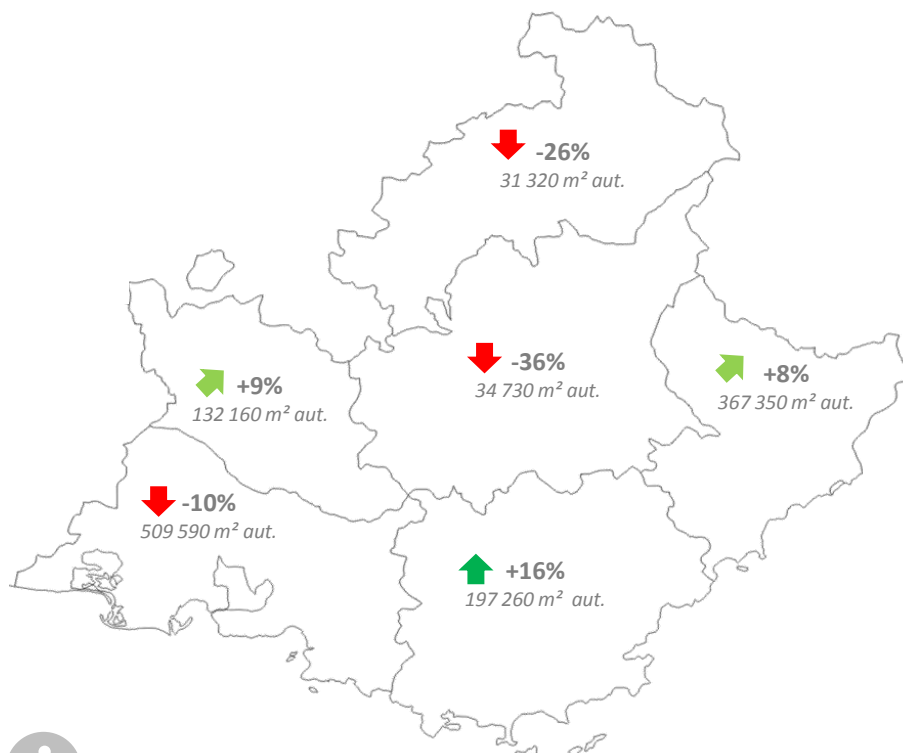 -26%
31 320 m² aut.
-36%
34 730 m² aut.
+8%
367 350 m² aut.
+9%
132 160 m² aut.
-10%
509 590 m² aut.
+16%
197 260 m² aut.